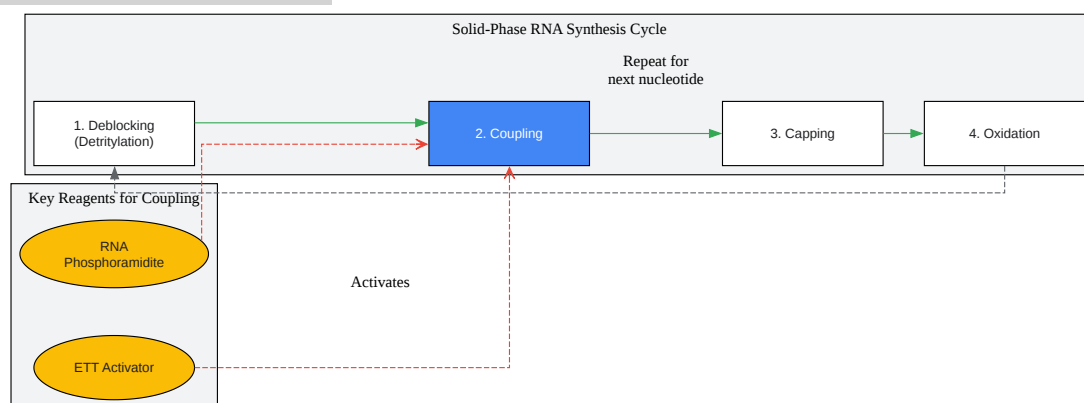 Solid-Phase RNA Synthesis Cycle
Repeat for
next nucleotide
1. Deblocking
(Detritylation)
2. Coupling
3. Capping
4. Oxidation
Key Reagents for Coupling
RNA
Phosphoramidite
Activates
ETT Activator